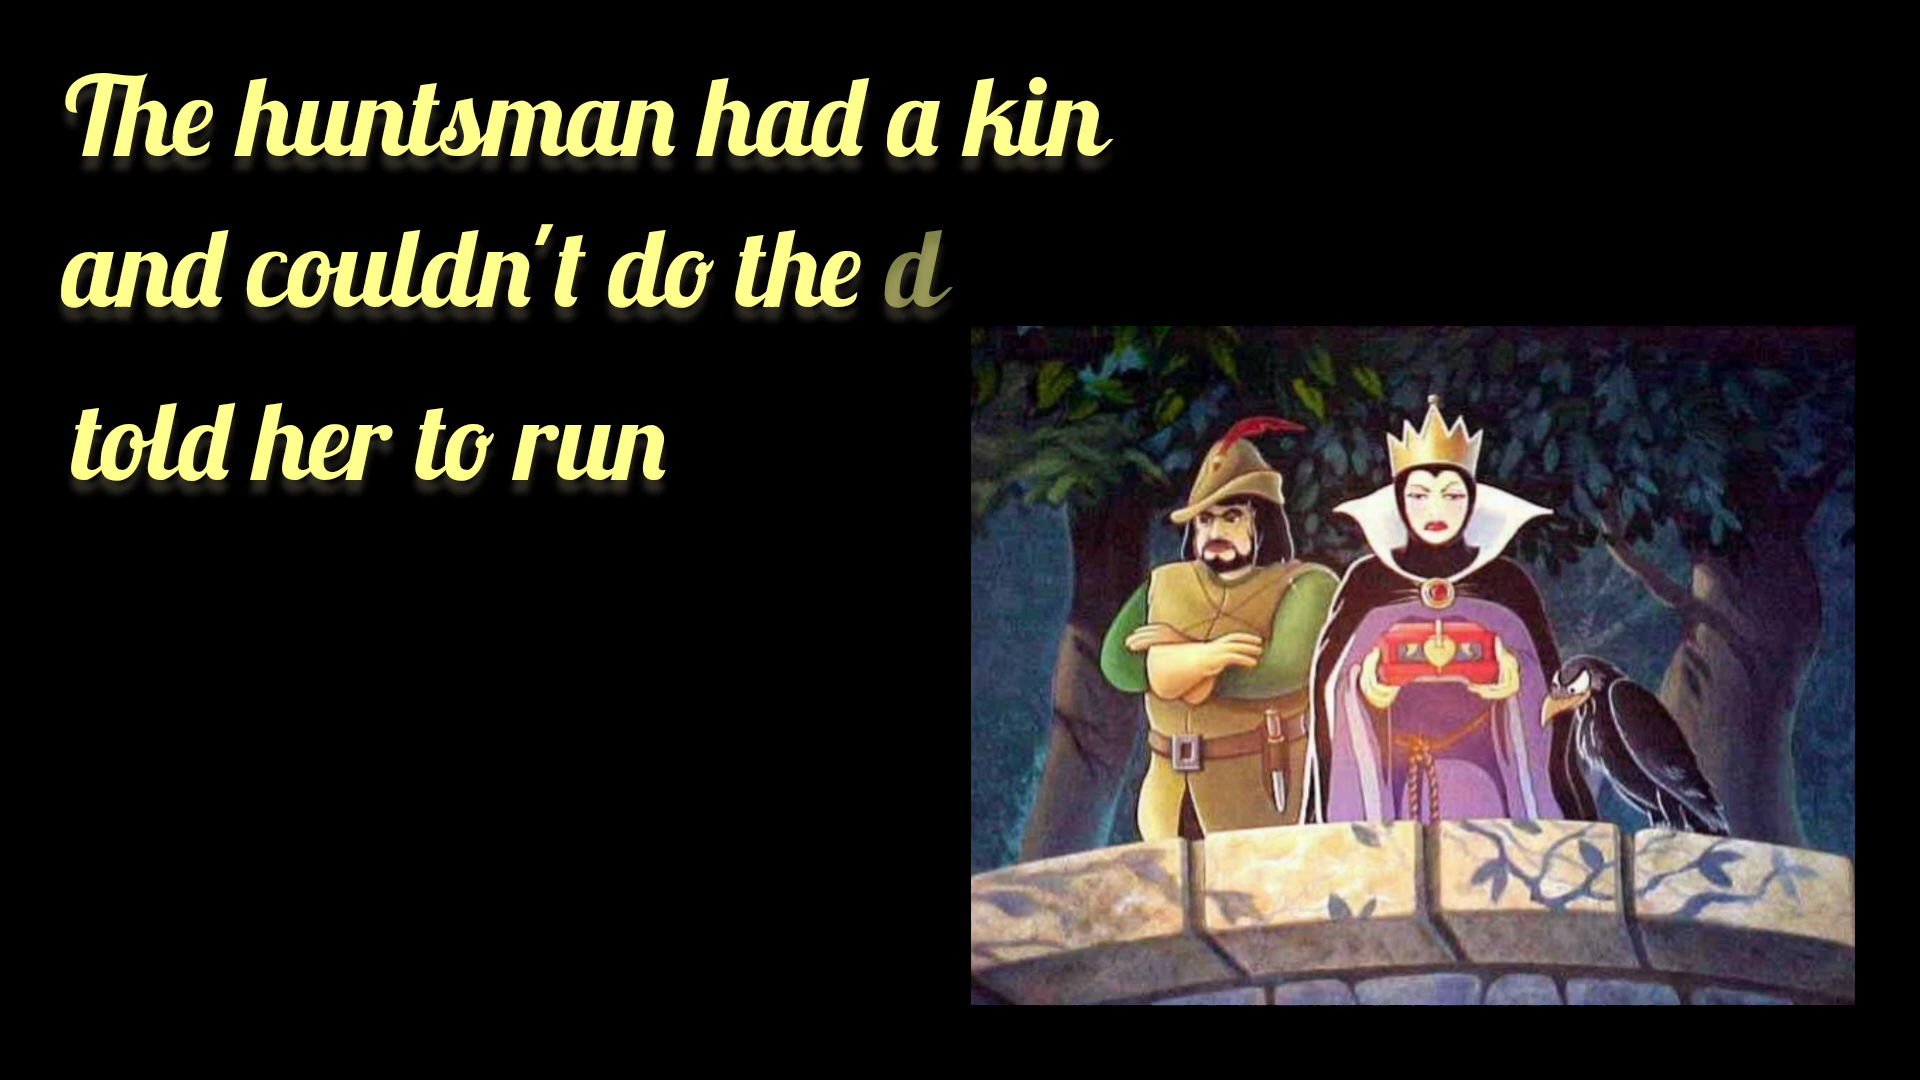 The huntsman had a kin
and couldn't do the d
told her to run